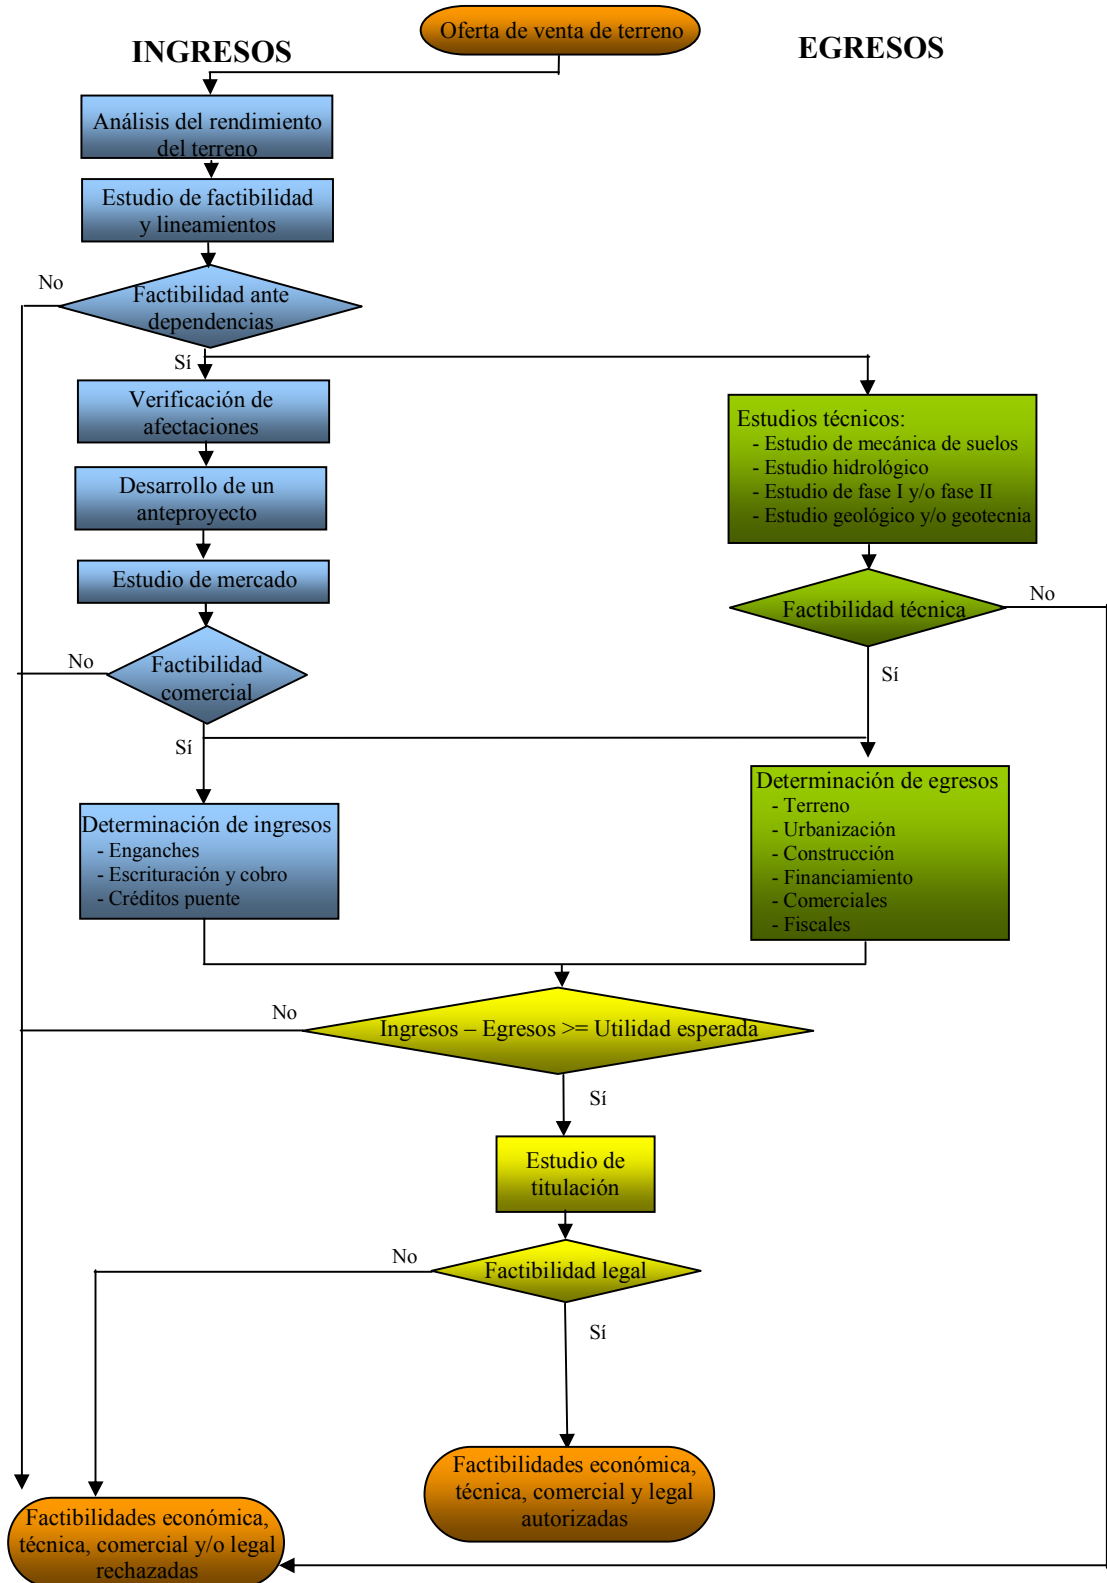 Oferta de venta de terreno
INGRESOS
EGRESOS
Análisis del rendimiento
del terreno
Estudio de factibilidad
y lineamientos
No
Factibilidad ante
dependencias
Sí
Verificación de
afectaciones
Estudios técnicos:
- Estudio de mecánica de suelos
- Estudio hidrológico
- Estudio de fase I y/o fase II
- Estudio geológico y/o geotecnia
Desarrollo de un
anteproyecto
Estudio de mercado
Factibilidad técnica
No
No
Factibilidad
comercial
Sí
Sí
Determinación de ingresos
- Enganches
- Escrituración y cobro
- Créditos puente
Determinación de egresos
- Terreno
- Urbanización
- Construcción
- Financiamiento
- Comerciales
- Fiscales
No
Ingresos – Egresos >= Utilidad esperada
Sí
Estudio de
titulación
No
Factibilidad legal
Sí
Factibilidades económica,
técnica, comercial y legal
autorizadas
Factibilidades económica,
técnica, comercial y/o legal
rechazadas